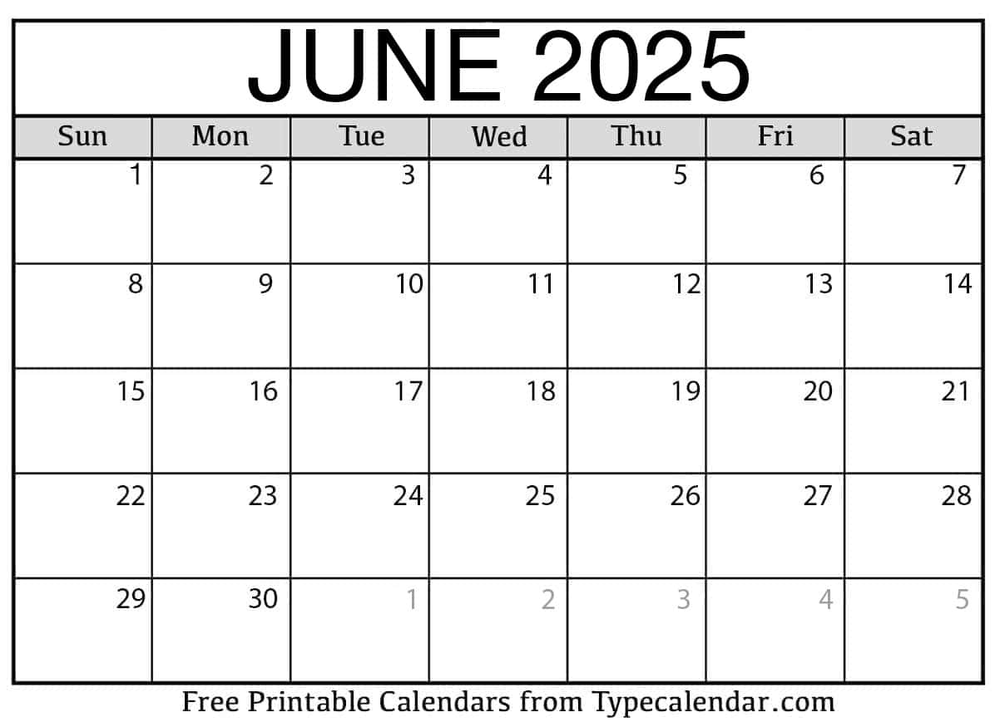 JUNE 2025
Sun Mon Tue Wed Thu Fri Sat
1 2 3 4 5 6 7
8 9 10 11 12 13 14
15 16 17 18 19 20 21
22 23 24 25 26 27 28
29 30 1 2 3 4 5
Free Printable Calendars from Typecalendar.com